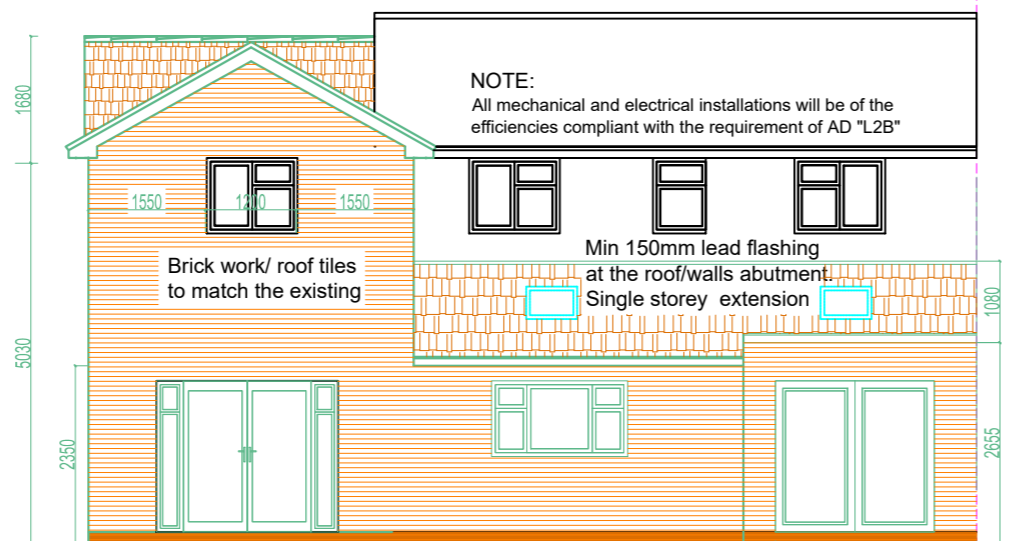 NOTE:
All mechanical and electrical installations will be of the
efficiencies compliant with the requirement of AD "L2B"
1680
1550
1200
1550
Min 150mm lead flashing
at the roof/walls abutment.
Single storey extension
Brick work/ roof tiles
to match the existing
1080
5030
2350
2655